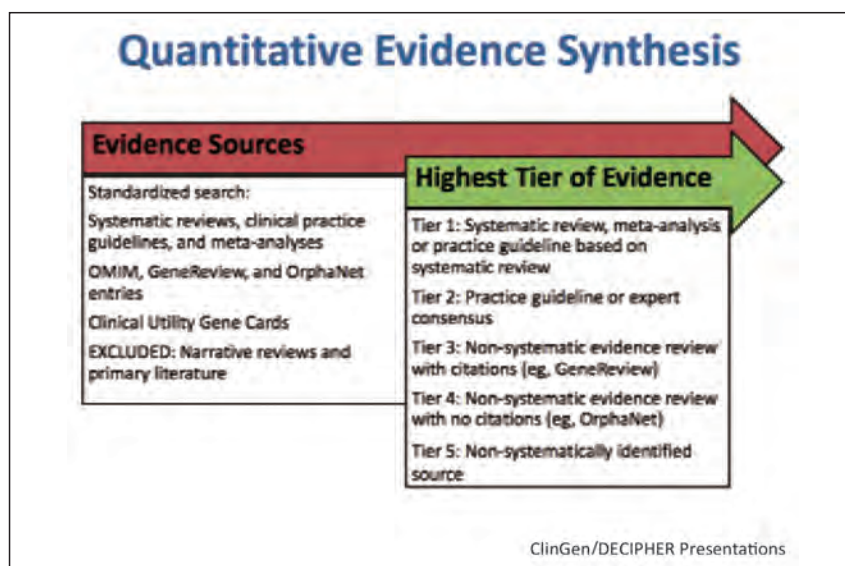 Quantitative Evidence Synthesis
Evidence Sources
Standardized search:
Systematic reviews, clinical practice
guidelines, and meta-analyses
OMIM, GeneReview, and OrphaNet
entries
Clinical Utility Gene Cards
EXCLUDED: Narrative reviews and
primary literature
Highest Tier of Evidence
Tier 1: Systematic review, meta-analysis
or practice guideline based on
systematic review
Tier 2: Practice guideline or expert
consensus
Tier 3: Non-systematic evidence review
with citations (eg, GeneReview)
Tier 4: Non-systematic evidence review
with no citations (eg, OrphaNet)
Tier 5: Non-systematically identified
source
ClinGen/DECIPHER Presentations